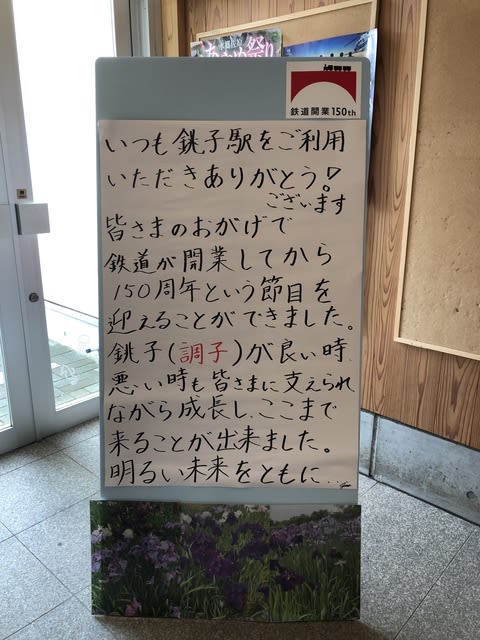 あやめ祭り
鉄道開業150th
いつも銚子駅をご利用
いただきありがとう!
ございます
皆さまのおかげで
鉄道が開業してから
150周年という節目を
迎えることができました。
銚子(調子)が良い時
悪い時も皆さまに支えられ
ながら成長し、ここまで
来ることが出来ました。
明るい未来をともに...